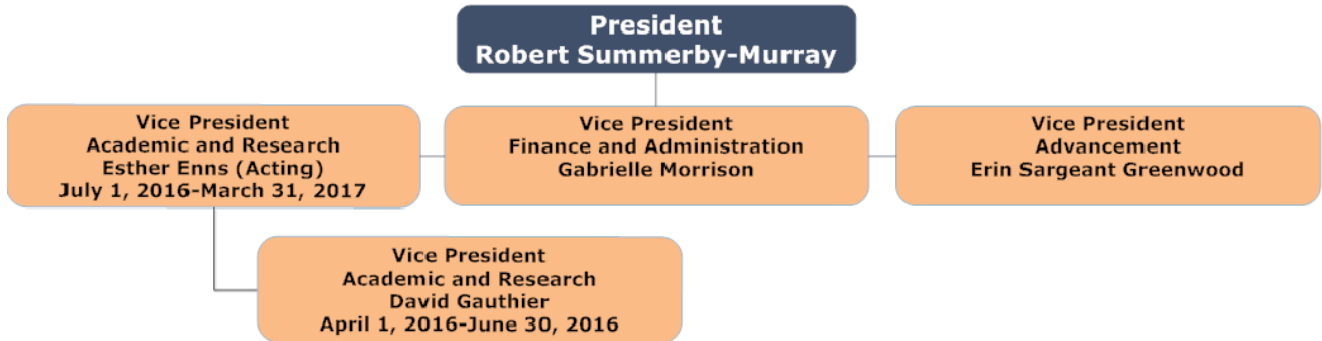 President
Robert Summerby-Murray
Vice President
Academic and Research
Esther Enns (Acting)
July 1, 2016-March 31, 2017
Vice President
Finance and Administration
Gabrielle Morrison
Vice President
Advancement
Erin Sargeant Greenwood
Vice President
Academic and Research
David Gauthier
April 1, 2016-June 30, 2016